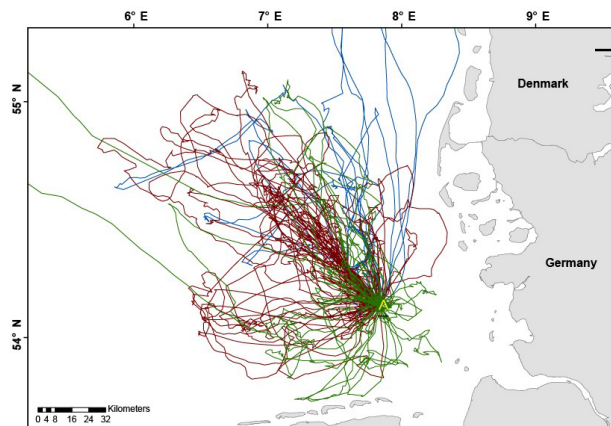 6° E 7° E 8° E 9° E
Denmark
55° N
Germany
A
54° N
Kilometers
0 4 8 16 24 32